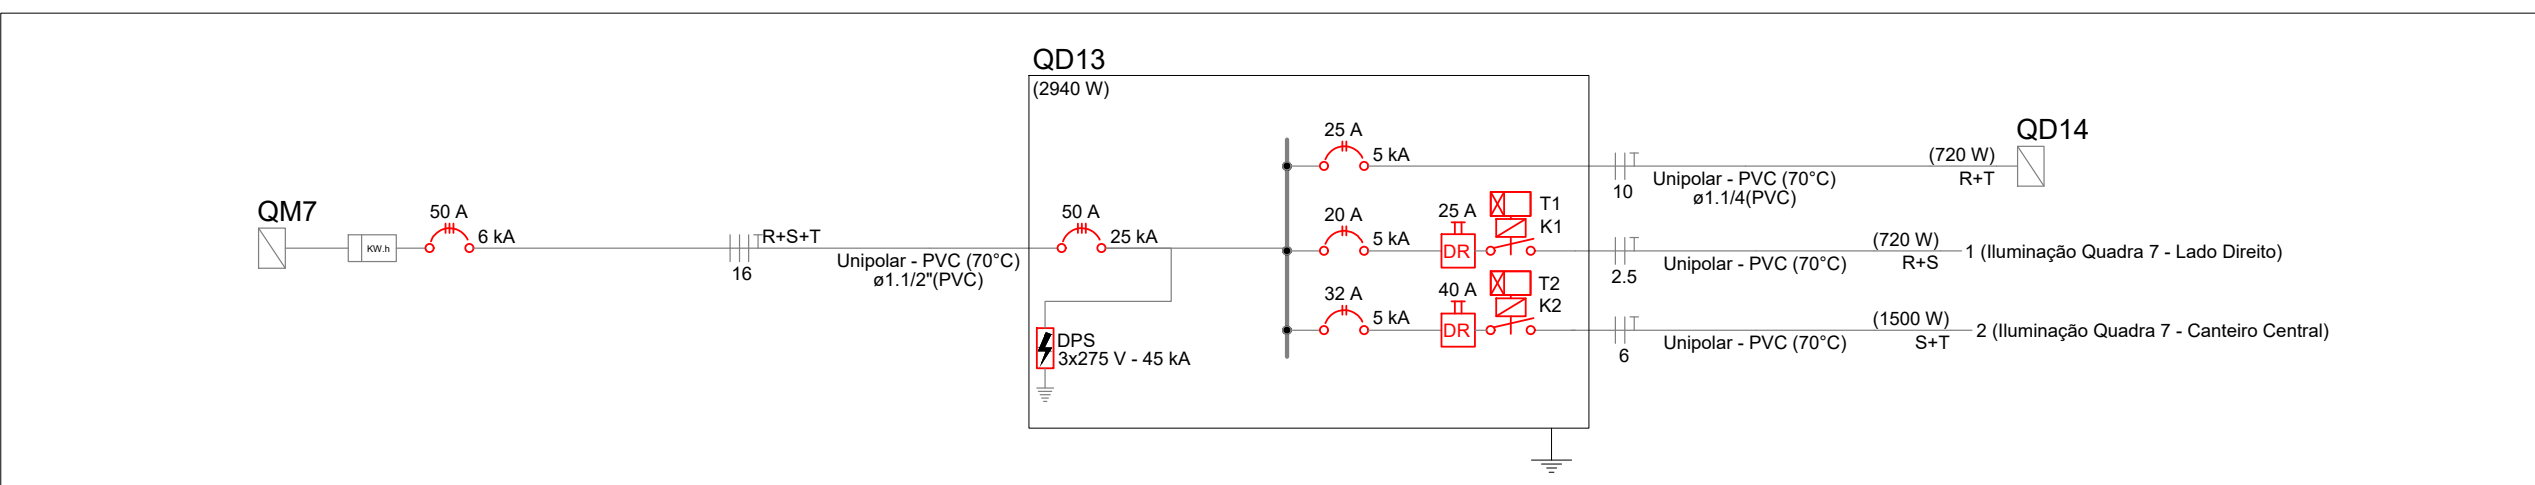 QM7
KW.h
50 A
6 kA
16
R+S+T
Unipolar - PVC (70°C)
ø1.1/2"(PVC)
QD13
(2940 W)
50 A
25 kA
DPS
3x275 V - 45 kA
25 A
5 kA
10
Unipolar - PVC (70°C)
ø1.1/4(PVC)
(720 W)
R+T
QD14
20 A
5 kA
25 A
DR
T1
K1
2.5
Unipolar - PVC (70°C)
(720 W)
R+S
1 (Iluminação Quadra 7 - Lado Direito)
32 A
5 kA
40 A
DR
T2
K2
6
Unipolar - PVC (70°C)
(1500 W)
S+T
2 (Iluminação Quadra 7 - Canteiro Central)